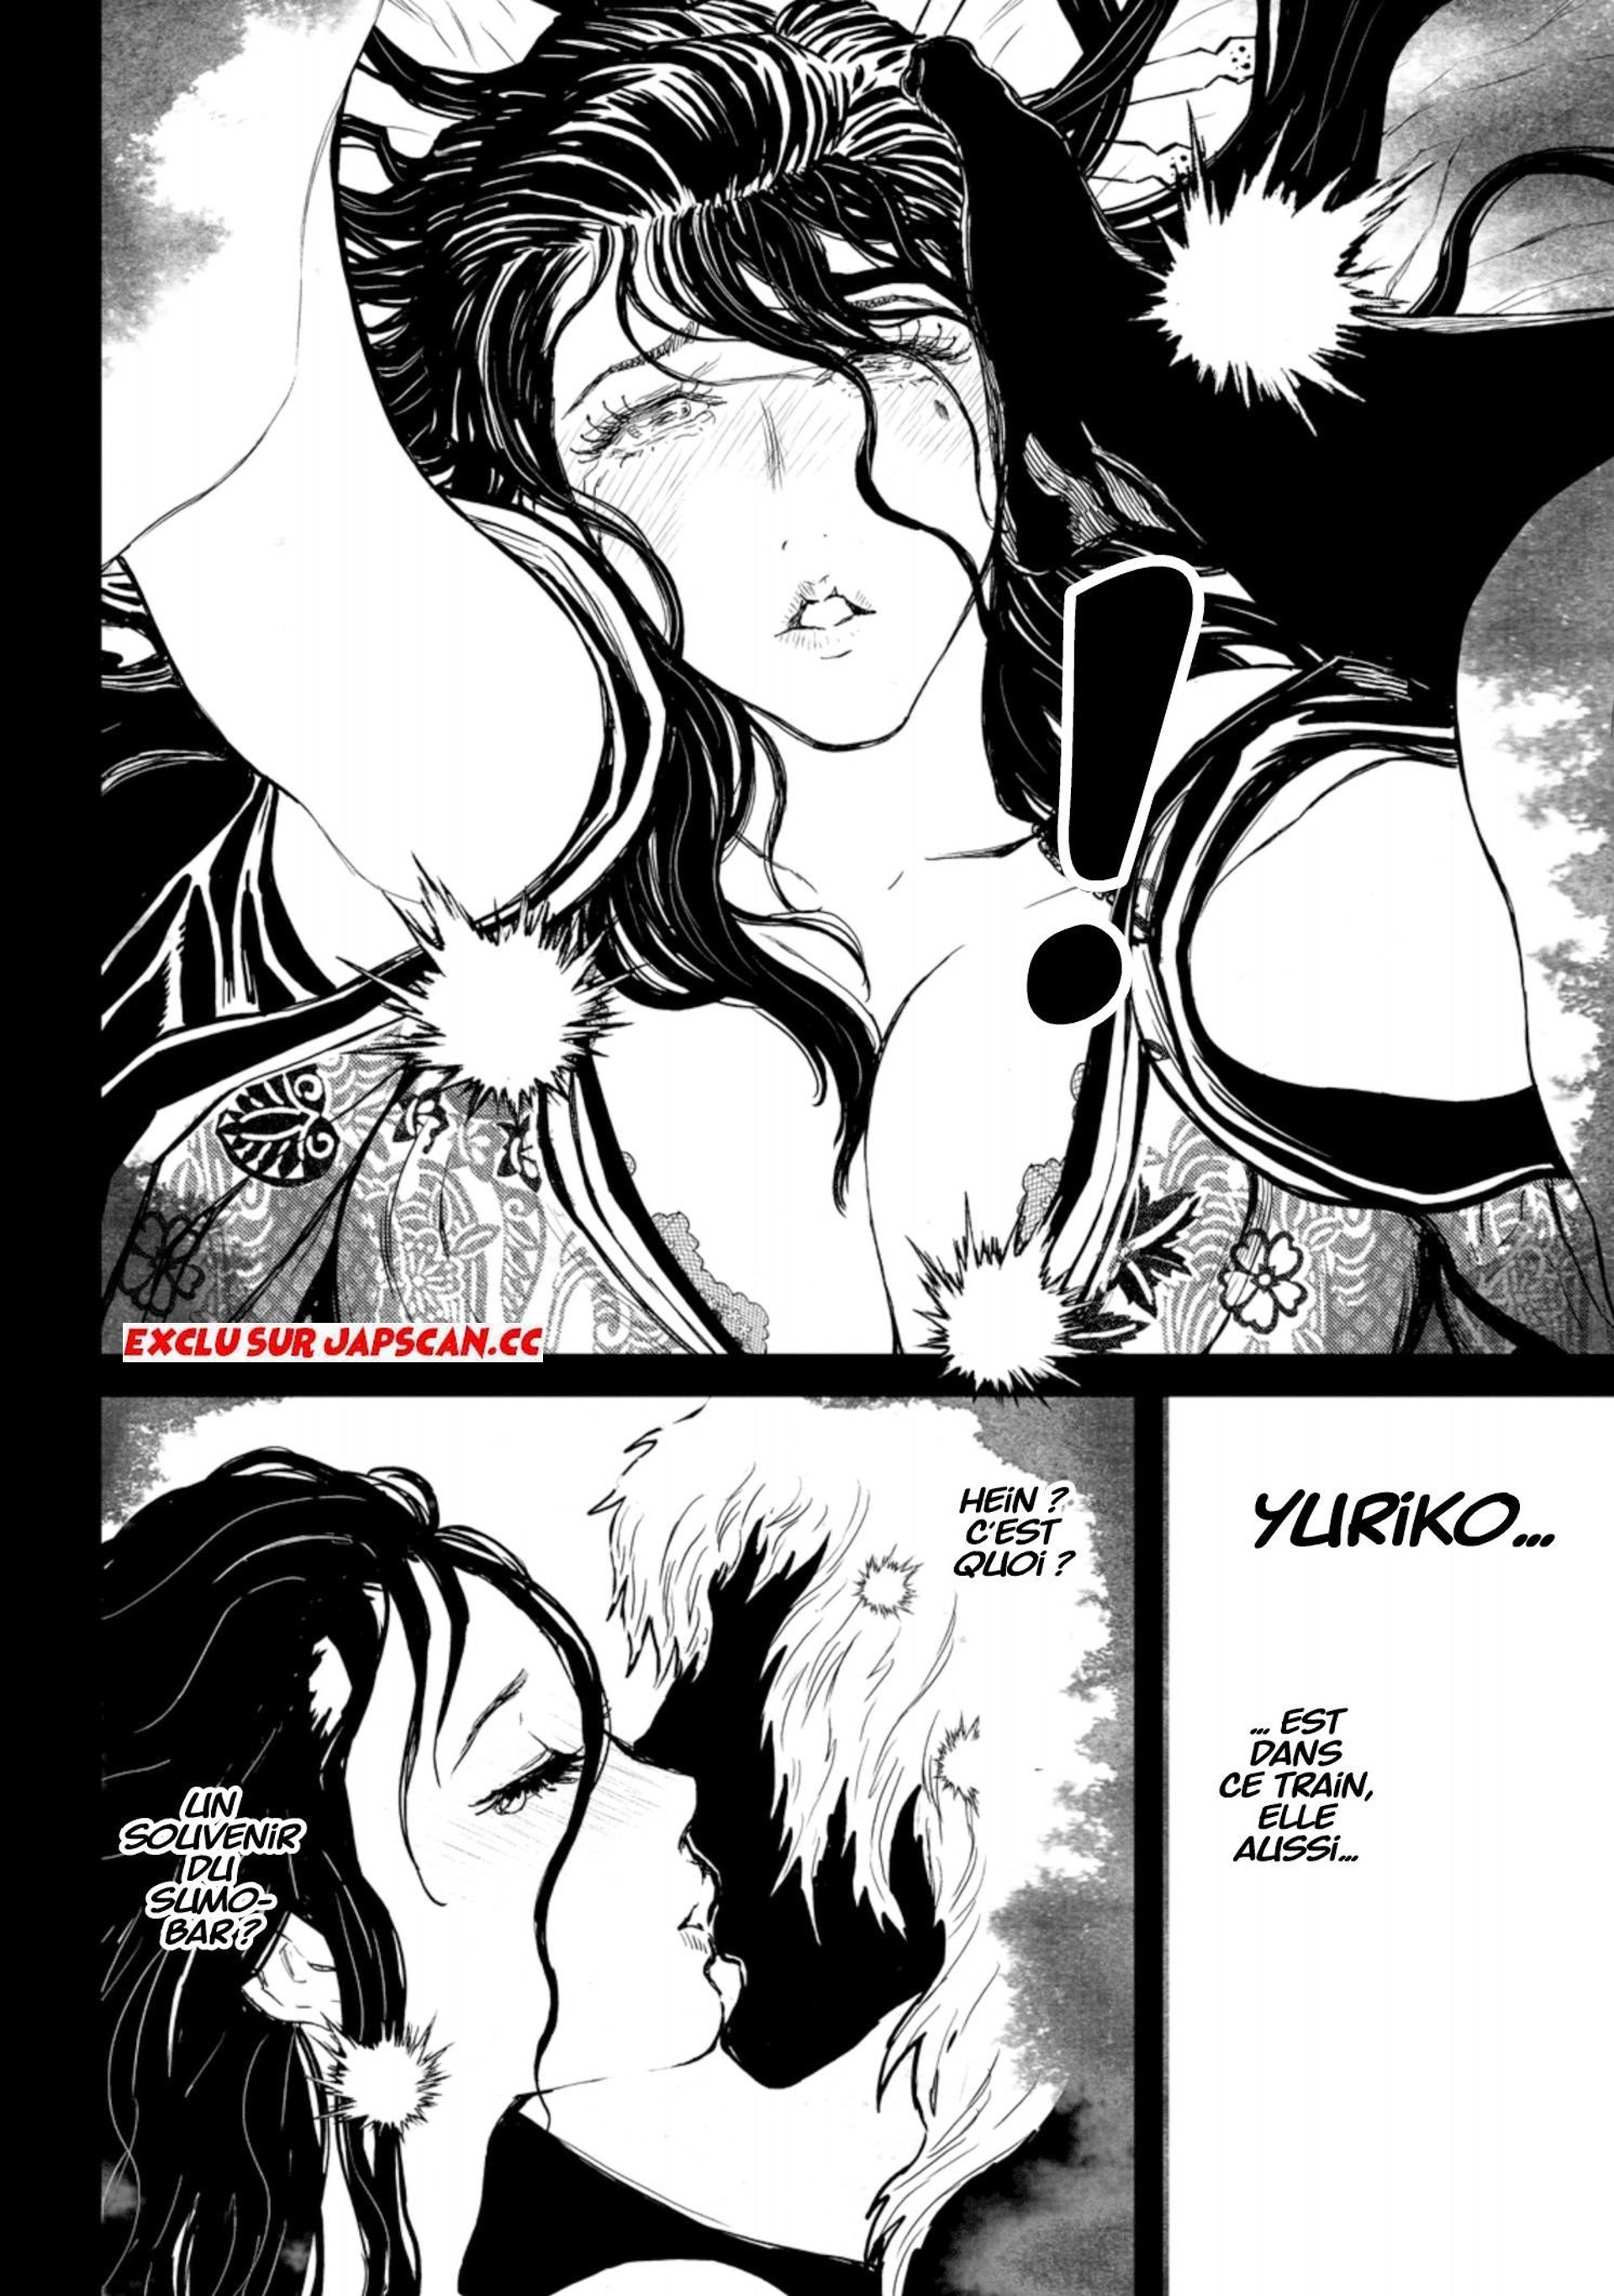 !
EXCLU SUR JAPSCAN.CC
YURiKO...
... EST
DANS
CE TRAiN,
ELLE
AUSSi...
HEiN ?
C'EST
QUOi ?
UN
SOUVENiR
DU
SUMO-
BAR ?